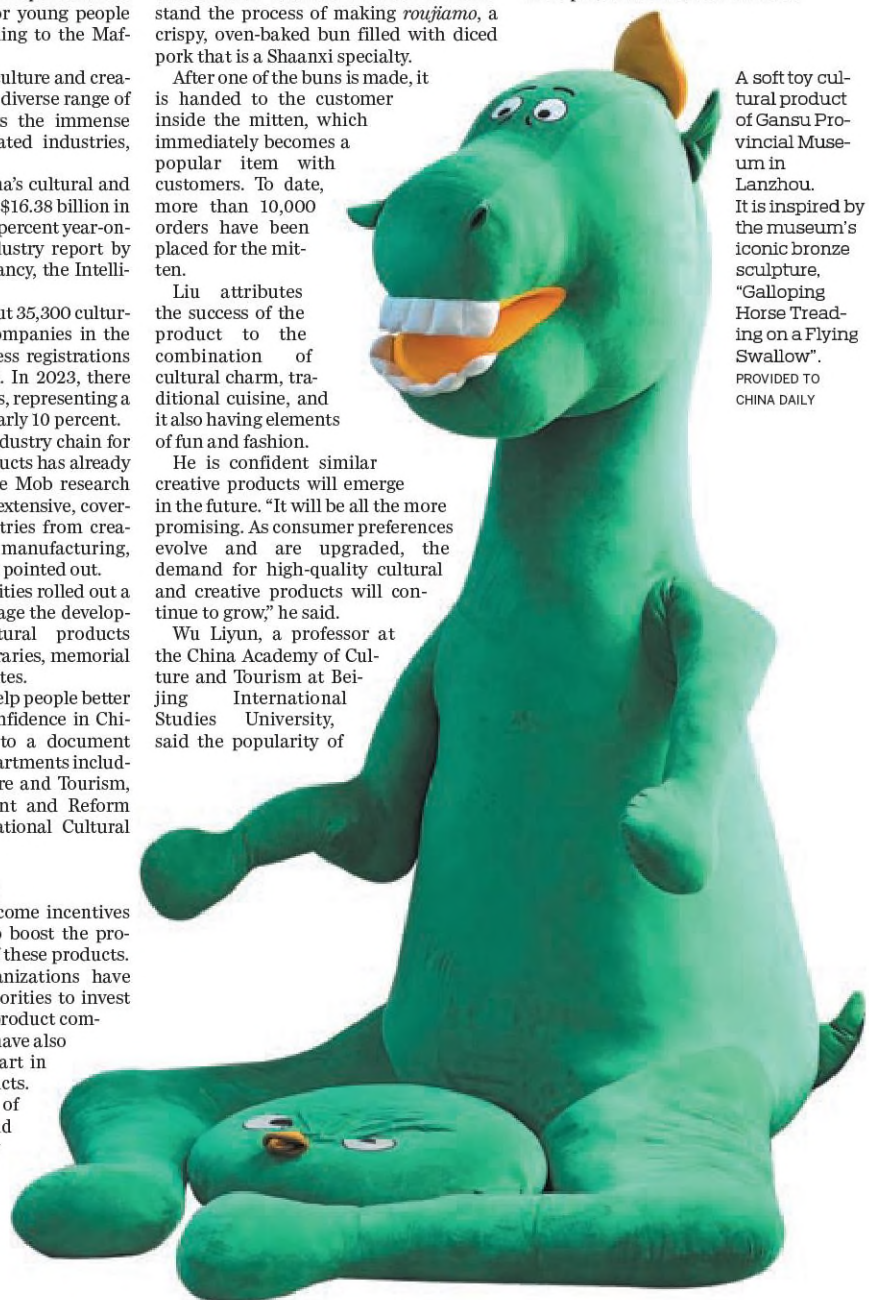 or young people
ing to the Maf-
ulture and crea-
diverse range of
s the immense
ated industries,
na's cultural and
$16.38 billion in
percent year-on-
dustry report by
ancy, the Intelli-
ut 35,300 cultur-
ompanies in the
ess registrations
. In 2023, there
s, representing a
arly 10 percent.
dustry chain for
ucts has already
e Mob research
extensive, cover-
tries from crea-
manufacturing,
pointed out.
ities rolled out a
age the develop-
tural products
raries, memorial
tes.
elp people better
nfidence in Chi-
to a document
artments includ-
re and Tourism,
nt and Reform
ational Cultural
come incentives
o boost the pro-
f these products.
anizations have
orities to invest
product com-
have also
art in
cts.
of
d
stand the process of making roujiamo, a
crispy, oven-baked bun filled with diced
pork that is a Shaanxi specialty.
After one of the buns is made, it
is handed to the customer
inside the mitten, which
immediately becomes a
popular item with
customers. To date,
more than 10,000
orders have been
placed for the mit-
ten.
Liu attributes
the success of the
product to the
combination of
cultural charm, tra-
ditional cuisine, and
it also having elements
of fun and fashion.
He is confident similar
creative products will emerge
in the future. “It will be all the more
promising. As consumer preferences
evolve and are upgraded, the
demand for high-quality cultural
and creative products will con-
tinue to grow,” he said.
Wu Liyun, a professor at
the China Academy of Cul-
ture and Tourism at Bei-
jing International
Studies University,
said the popularity of
A soft toy cul-
tural product
of Gansu Pro-
vincial Muse-
um in
Lanzhou.
It is inspired by
the museum's
iconic bronze
sculpture,
“Galloping
Horse Tread-
ing on a Flying
Swallow”.
PROVIDED TO
CHINA DAILY